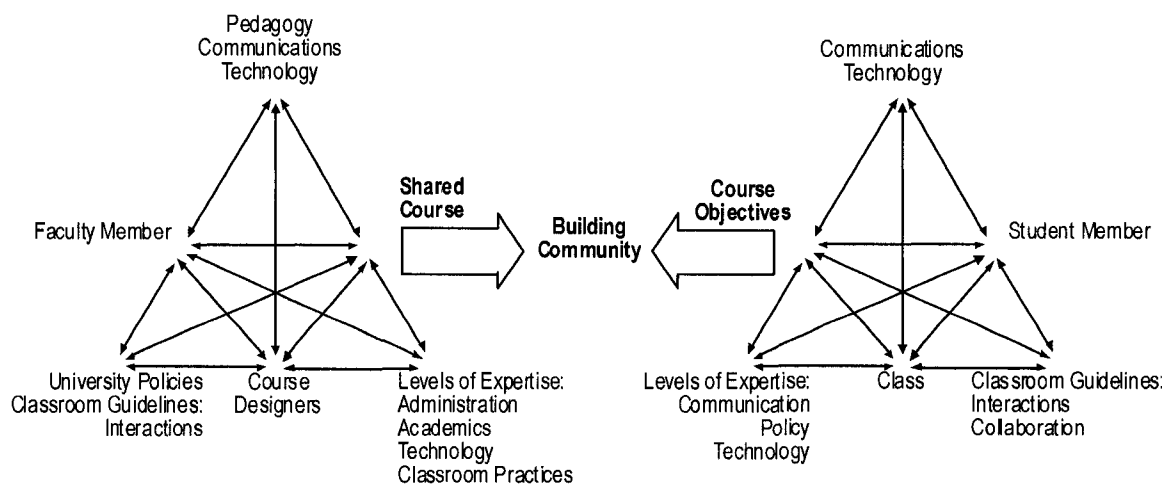 Pedagogy
Communications
Technology
Communications
Technology
Shared
Course
Course
Objectives
Building
Community
Faculty Member
Student Member
University Policies
Classroom Guidelines:
Interactions
Course
Designers
Levels of Expertise:
Administration
Academics
Technology
Classroom Practices
Levels of Expertise:
Communication
Policy
Technology
Class
Classroom Guidelines:
Interactions
Collaboration